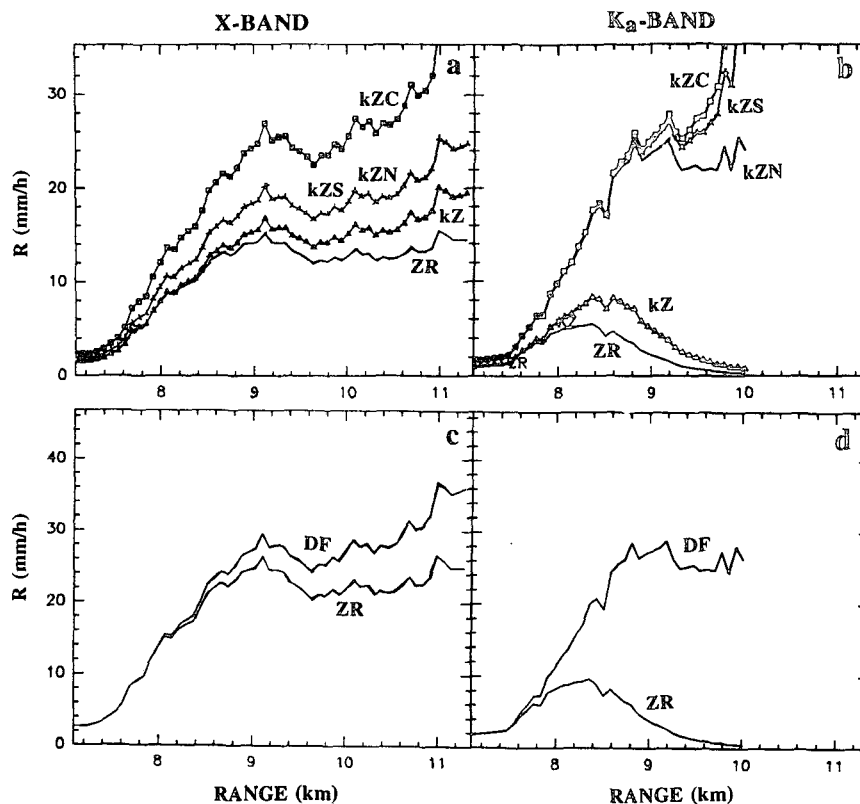 X-BAND
Ka-BAND
a
R (mm/h)
30
20
10
0
8
9
10
11
kZC
kZN
kZS
kZ
ZR
b
kZC
kZS
kZN
kZ
ZR
ZR
8
9
10
11
c
R (mm/h)
40
30
20
10
0
DF
ZR
8
9
10
11
RANGE (km)
d
DF
ZR
8
9
10
11
RANGE (km)